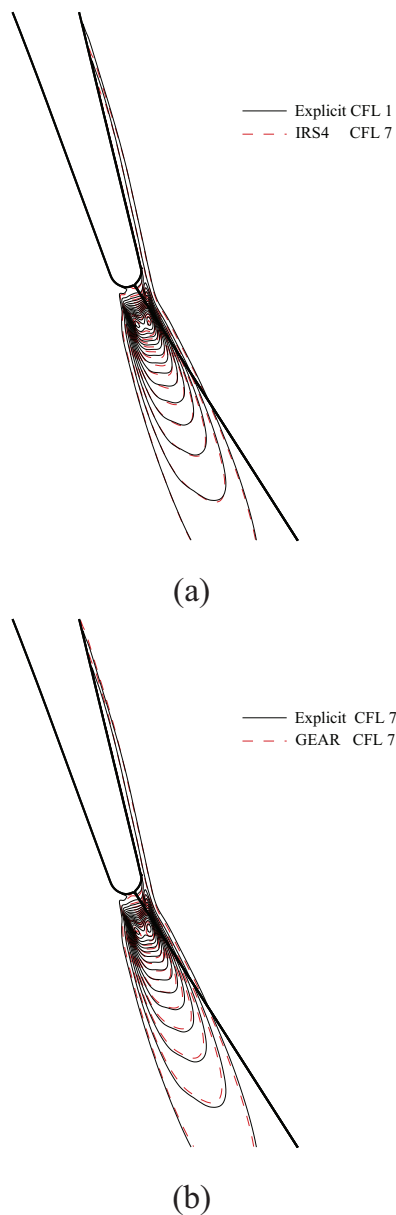 Explicit CFL 1
IRS4 CFL 7
(a)
Explicit CFL 7
GEAR CFL 7
(b)